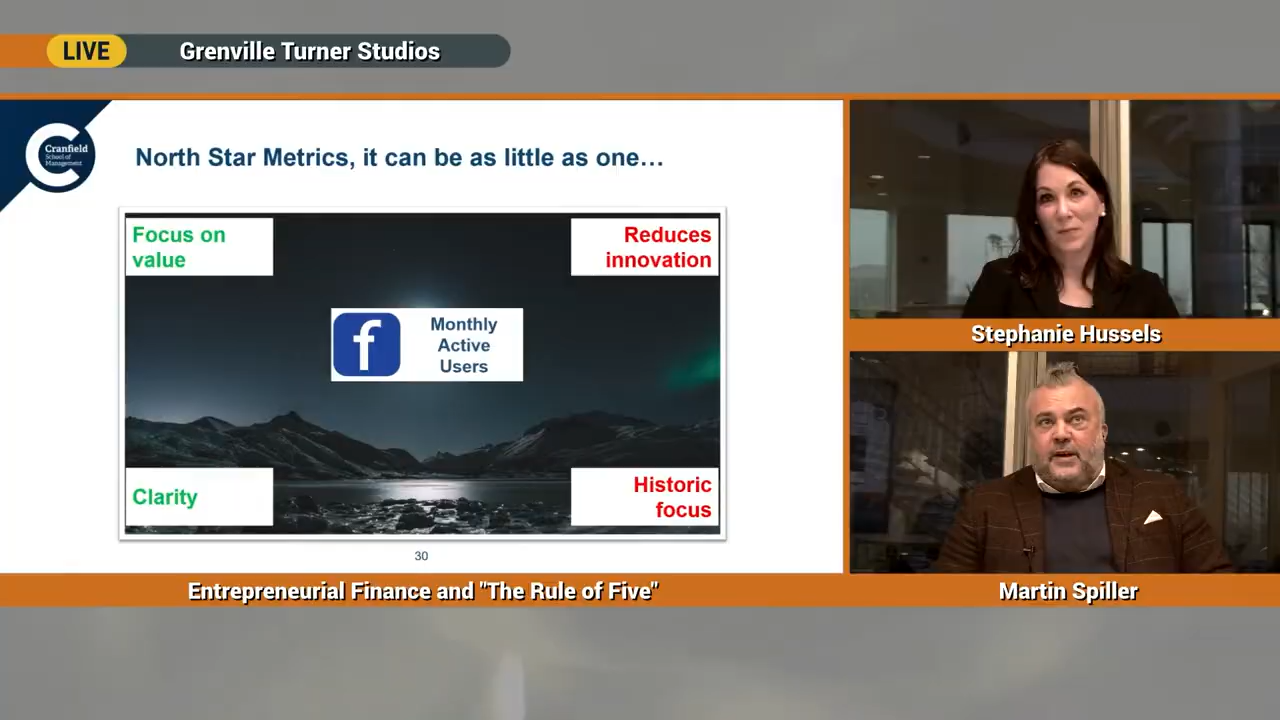 LIVE
Grenville Turner Studios
Cranfield
School of
Management
North Star Metrics, it can be as little as one…
Focus on
value
Reduces
innovation
f
Monthly
Active
Users
Clarity
Historic
focus
30
Stephanie Hussels
Martin Spiller
Entrepreneurial Finance and "The Rule of Five"